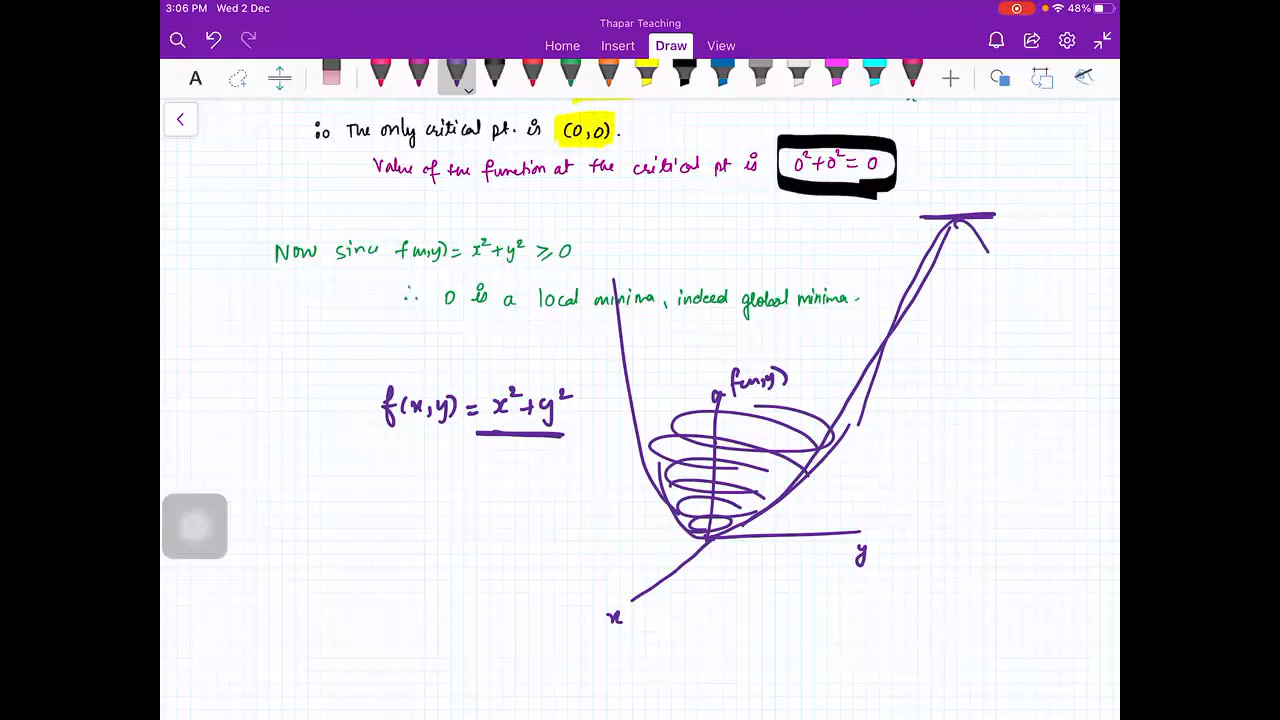 3:06 PM Wed 2 Dec
48%
Thapar Teaching
Home Insert Draw View
A
∴ The only critical pt. is (0,0).
Value of the function at the critical pt is 0²+0²= 0
Now since f(x,y)= x²+y² ≥ 0
∴ 0 is a local minima, indeed global minima.
f(x,y)
f(x,y) = x²+y²
y
x